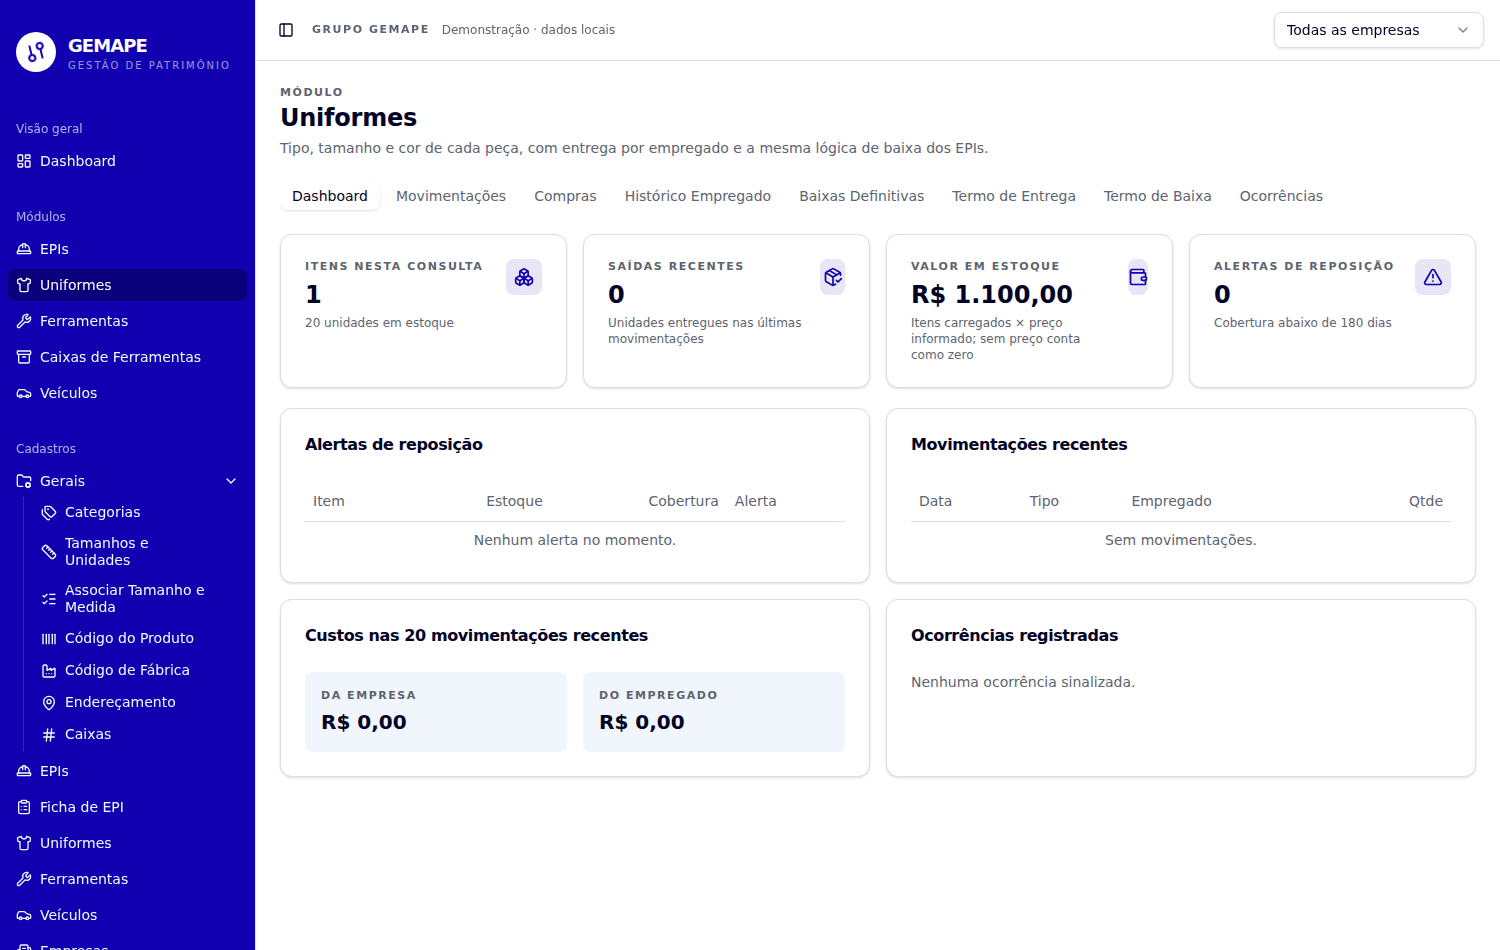 GEMAPE
GESTÃO DE PATRIMÔNIO
Visão geral
Dashboard
Módulos
EPIs
Uniformes
Ferramentas
Caixas de Ferramentas
Veículos
Cadastros
Gerais
Categorias
Tamanhos e
Unidades
Associar Tamanho e
Medida
Código do Produto
Código de Fábrica
Endereçamento
Caixas
EPIs
Ficha de EPI
Uniformes
Ferramentas
Veículos
Empresas
GRUPO GEMAPE Demonstração · dados locais
Todas as empresas
MÓDULO
Uniformes
Tipo, tamanho e cor de cada peça, com entrega por empregado e a mesma lógica de baixa dos EPIs.
Dashboard Movimentações Compras Histórico Empregado Baixas Definitivas Termo de Entrega Termo de Baixa Ocorrências
ITENS NESTA CONSULTA
1
20 unidades em estoque
SAÍDAS RECENTES
0
Unidades entregues nas últimas
movimentações
VALOR EM ESTOQUE
R$ 1.100,00
Itens carregados × preço
informado; sem preço conta
como zero
ALERTAS DE REPOSIÇÃO
0
Cobertura abaixo de 180 dias
Alertas de reposição
Item Estoque Cobertura Alerta
Nenhum alerta no momento.
Movimentações recentes
Data Tipo Empregado Qtde
Sem movimentações.
Custos nas 20 movimentações recentes
DA EMPRESA
R$ 0,00
DO EMPREGADO
R$ 0,00
Ocorrências registradas
Nenhuma ocorrência sinalizada.